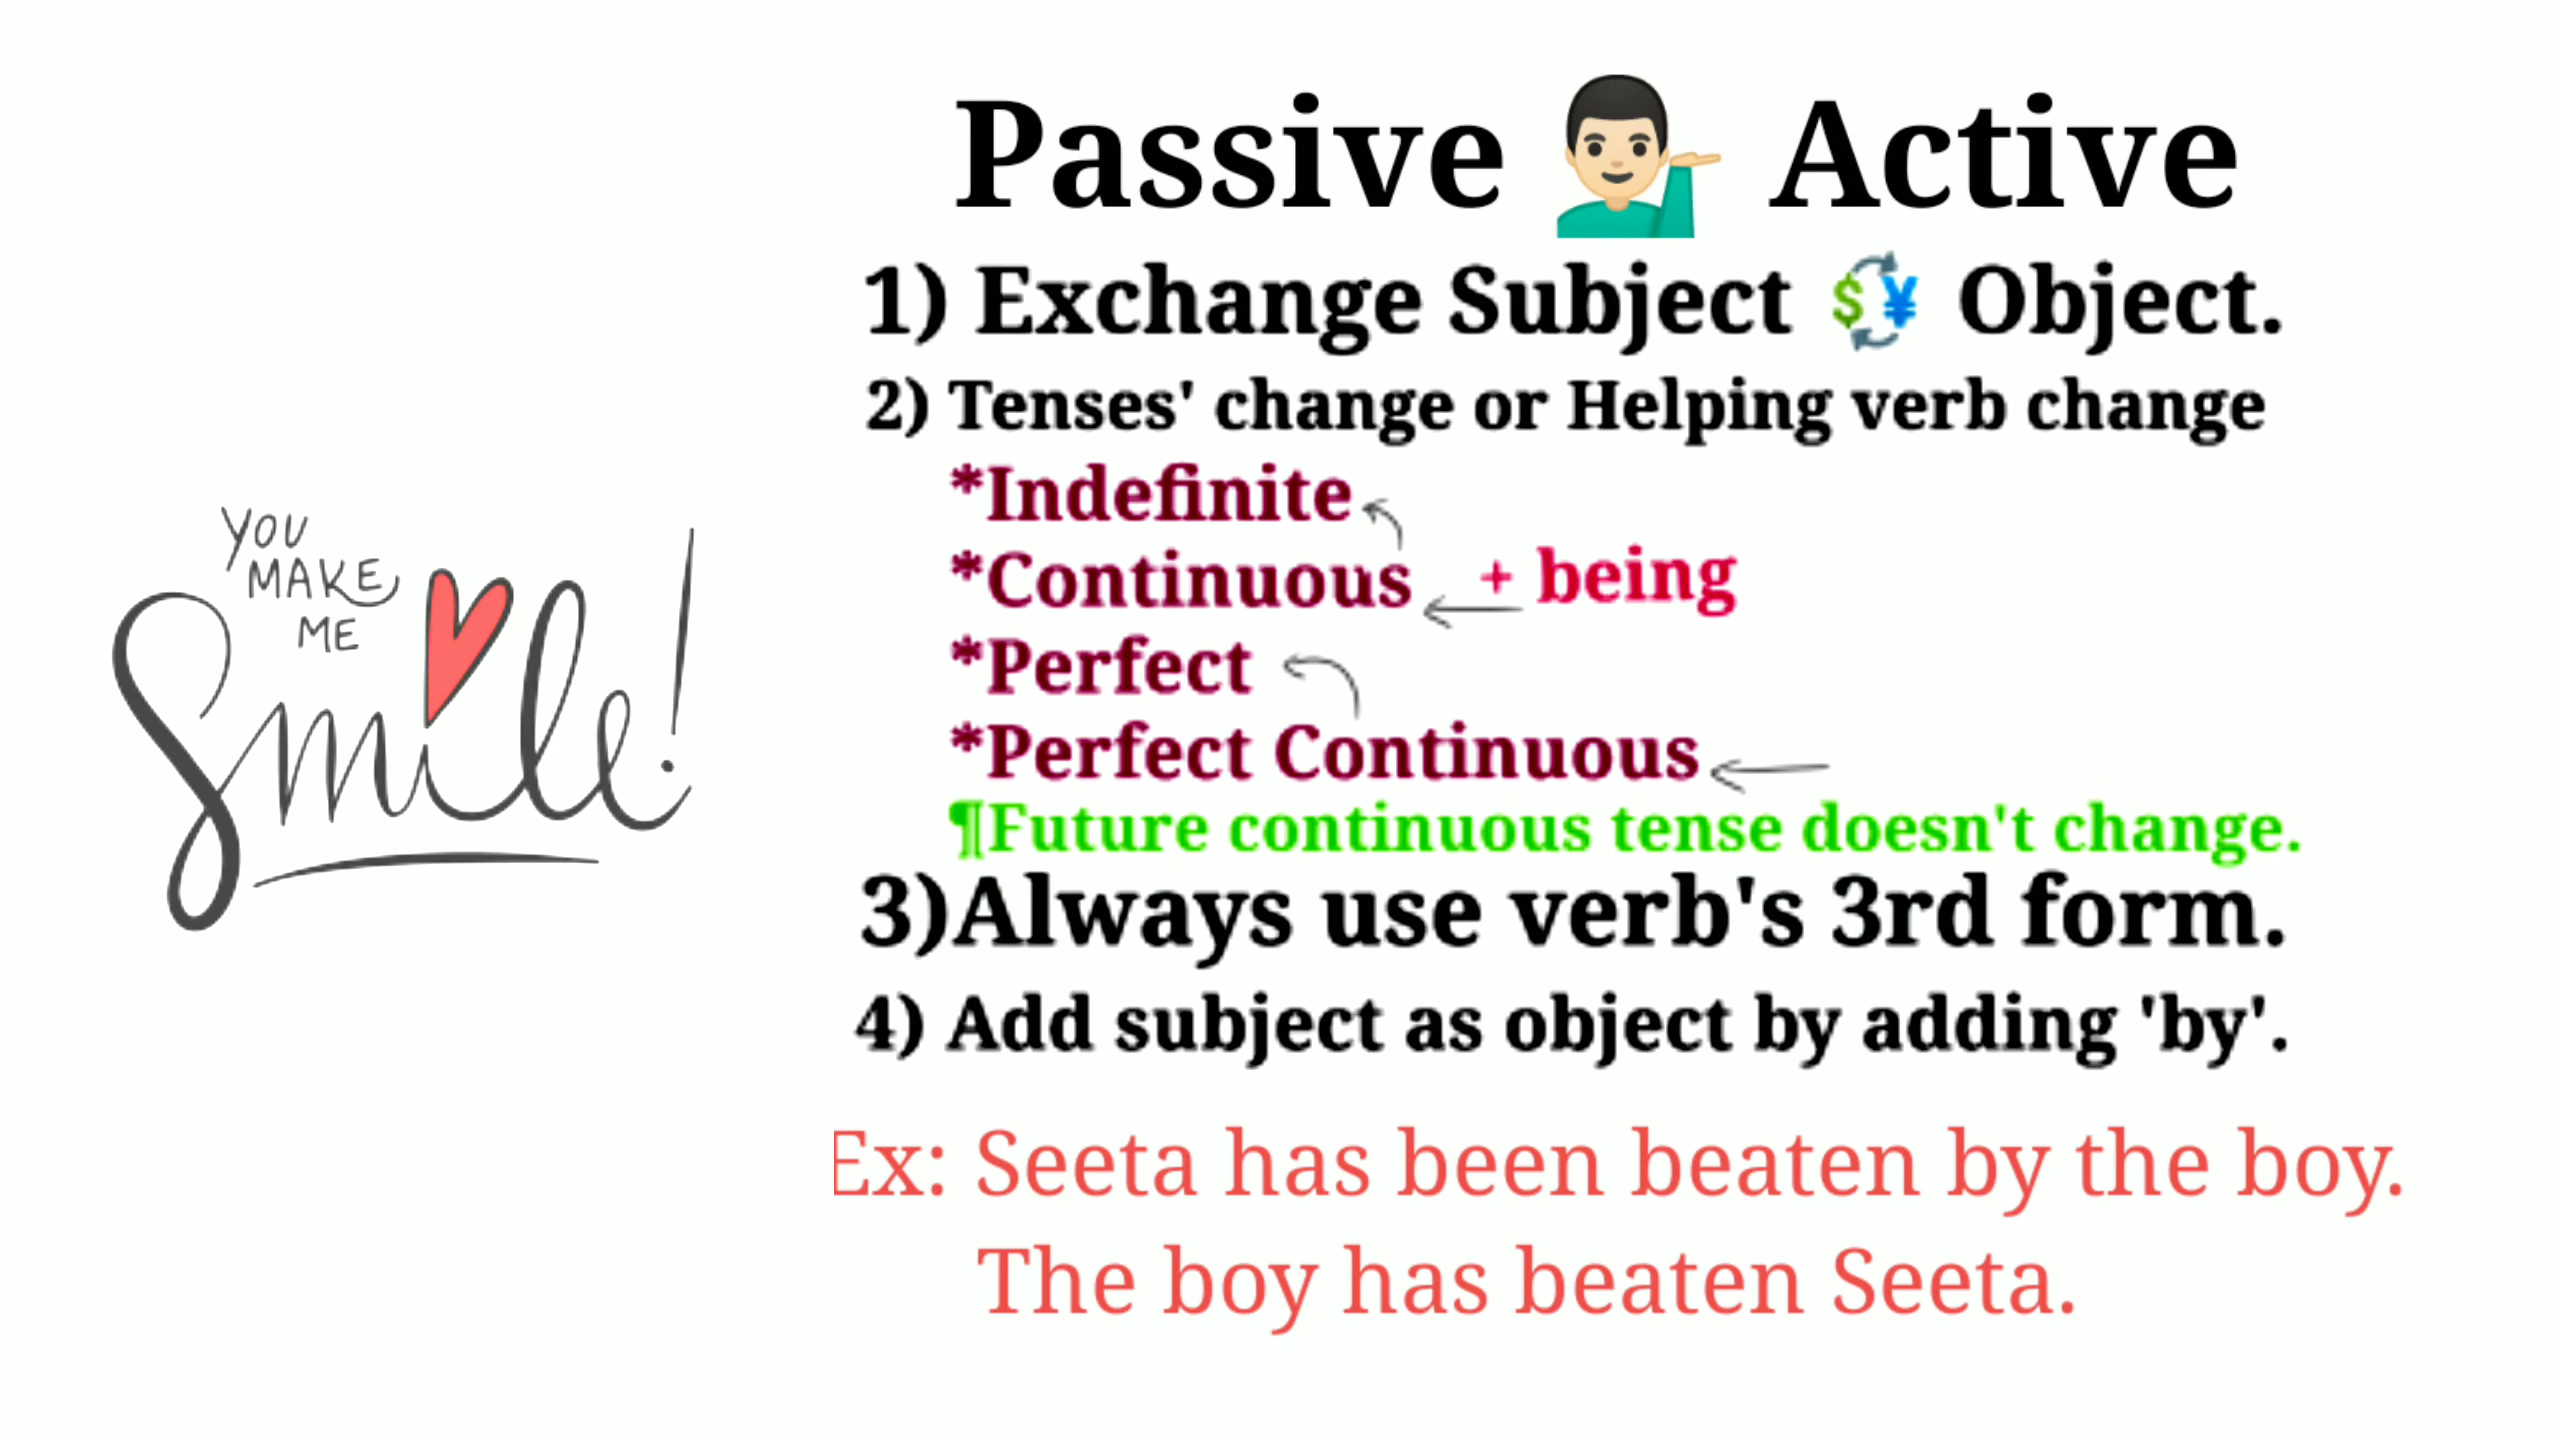 YOU
MAKE
ME
Smile!
Passive 💁🏻‍♂️ Active
1) Exchange Subject 💱 Object.
2) Tenses' change or Helping verb change
*Indefinite
*Continuous + being
*Perfect
*Perfect Continuous
¶Future continuous tense doesn't change.
3)Always use verb's 3rd form.
4) Add subject as object by adding 'by'.
Ex: Seeta has been beaten by the boy.
The boy has beaten Seeta.